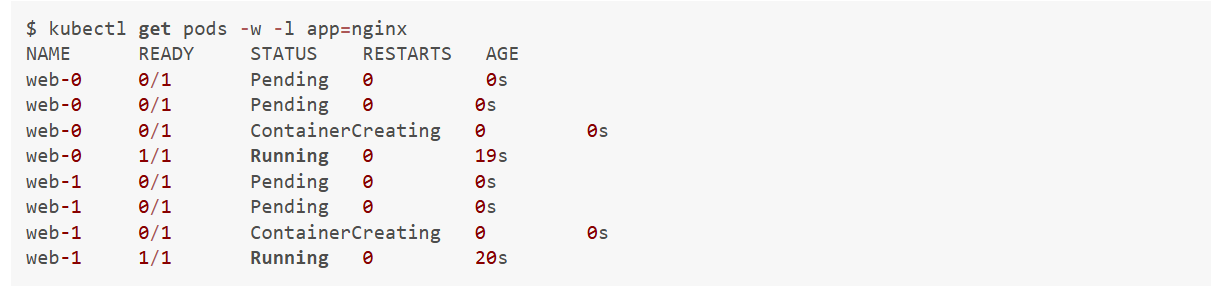 $ kubectl get pods -w -l app=nginx
NAME      READY     STATUS    RESTARTS   AGE
web-0     0/1       Pending   0          0s
web-0     0/1       Pending   0         0s
web-0     0/1       ContainerCreating   0         0s
web-0     1/1       Running   0         19s
web-1     0/1       Pending   0         0s
web-1     0/1       Pending   0         0s
web-1     0/1       ContainerCreating   0         0s
web-1     1/1       Running   0         20s